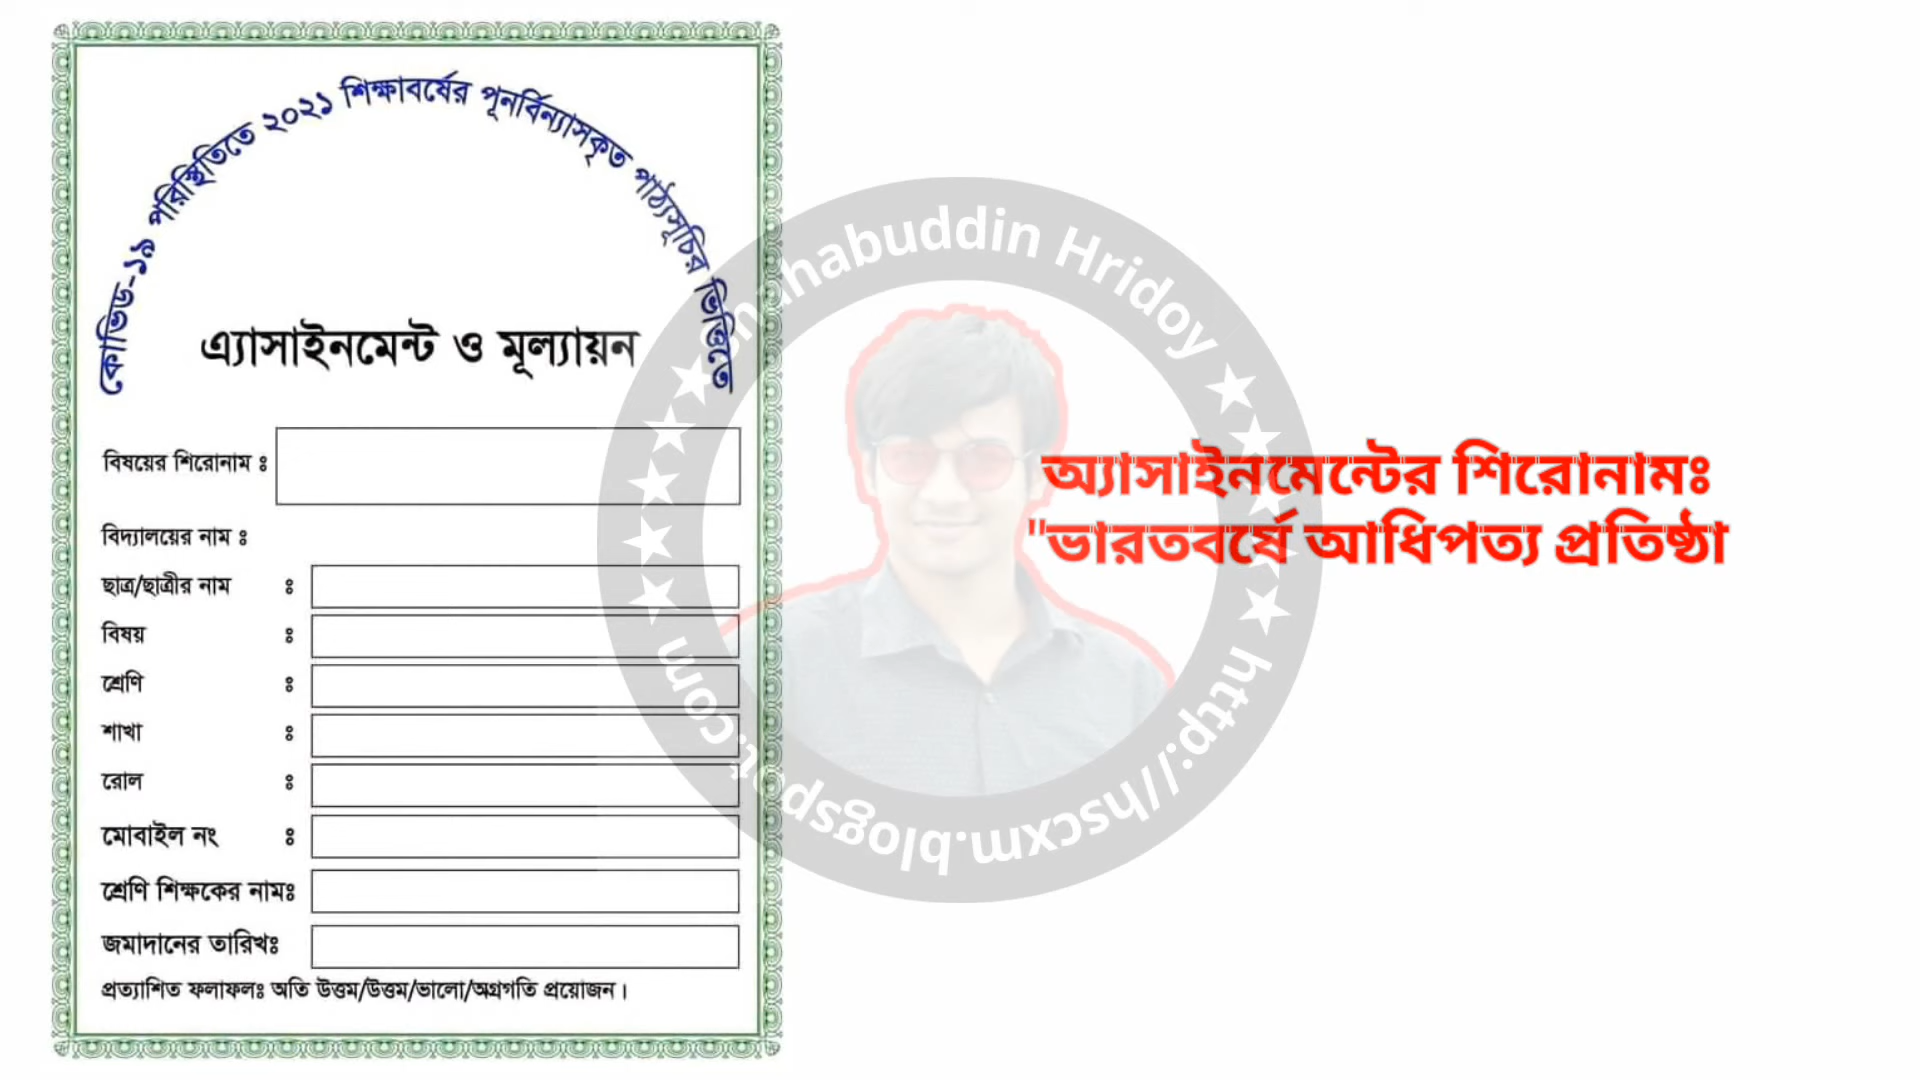 কোভিড-১৯ পরিস্থিতিতে ২০২১ শিক্ষাবর্ষের পূনর্বিন্যাসকৃত পাঠ্যসূচির ভিত্তিতে
এ্যাসাইনমেন্ট ও মূল্যায়ন
বিষয়ের শিরোনাম ঃ
বিদ্যালয়ের নাম ঃ
ছাত্র/ছাত্রীর নাম ঃ
বিষয় ঃ
শ্রেণি ঃ
শাখা ঃ
রোল ঃ
মোবাইল নং ঃ
শ্রেণি শিক্ষকের নামঃ
জমাদানের তারিখঃ
প্রত্যাশিত ফলাফলঃ অতি উত্তম/উত্তম/ভালো/অগ্রগতি প্রয়োজন।
Shahabuddin Hridoy
http://hscxm.blogspot.com
অ্যাসাইনমেন্টের শিরোনামঃ
"ভারতবর্ষে আধিপত্য প্রতিষ্ঠা